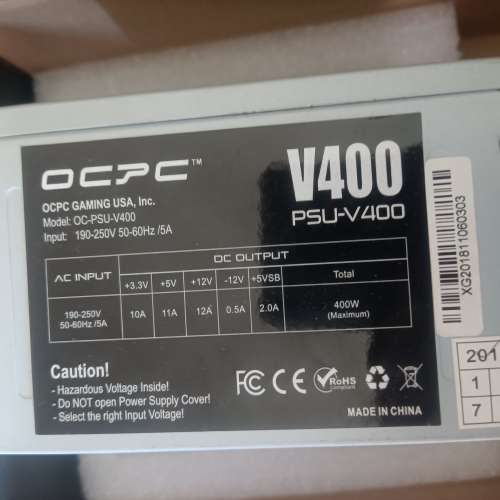 OCPC™
V400
OCPC GAMING USA, Inc.
PSU-V400
Model: OC-PSU-V400
Input: 190-250V 50-60Hz /5A
AC INPUT
DC OUTPUT
+3.3V +5V +12V -12V +5VSB Total
190-250V
50-60Hz /5A
10A 11A 12A 0.5A 2.0A 400W
(Maximum)
Caution!
- Hazardous Voltage Inside!
- Do NOT open Power Supply Cover!
- Select the right Input Voltage!
FC CE RoHS
Compliant
MADE IN CHINA
XG201811060303
201
1
7